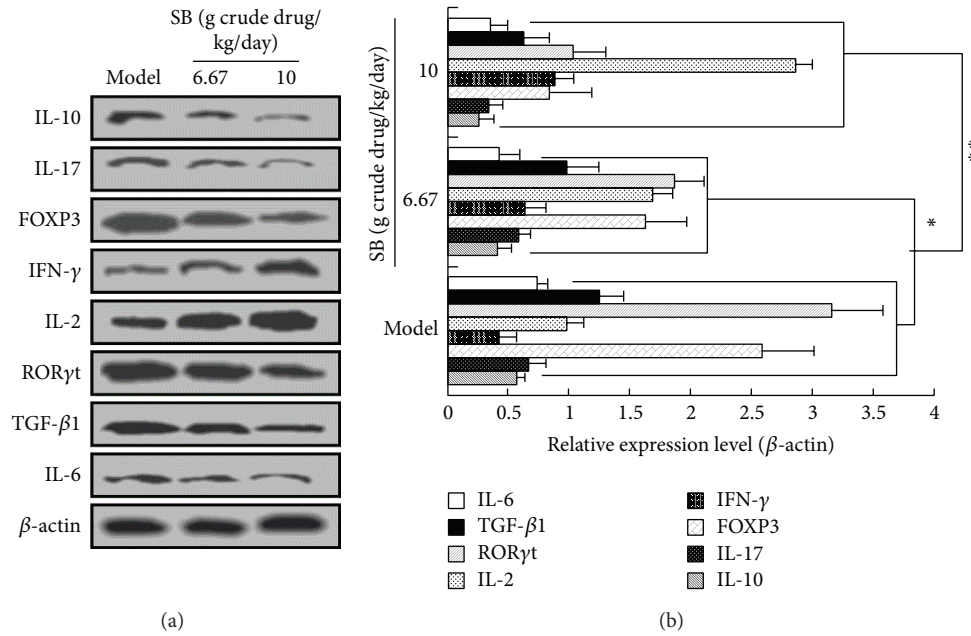 SB (g crude drug/
kg/day)
Model 6.67 10
IL-10
IL-17
FOXP3
IFN-γ
IL-2
RORγt
TGF-β1
IL-6
β-actin
(a)
SB (g crude drug/kg/day)
10
6.67
Model
**
*
0 0.5 1 1.5 2 2.5 3 3.5 4
Relative expression level (β-actin)
IL-6
TGF-β1
RORγt
IL-2
IFN-γ
FOXP3
IL-17
IL-10
(b)